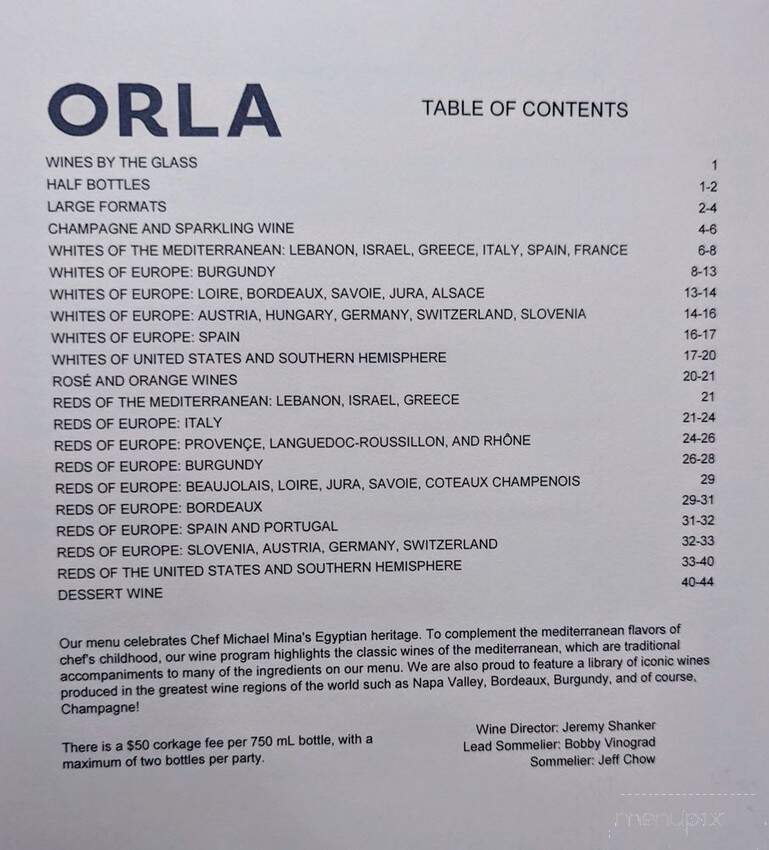 ORLA
TABLE OF CONTENTS
WINES BY THE GLASS 1
HALF BOTTLES 1-2
LARGE FORMATS 2-4
CHAMPAGNE AND SPARKLING WINE 4-6
WHITES OF THE MEDITERRANEAN: LEBANON, ISRAEL, GREECE, ITALY, SPAIN, FRANCE 6-8
WHITES OF EUROPE: BURGUNDY 8-13
WHITES OF EUROPE: LOIRE, BORDEAUX, SAVOIE, JURA, ALSACE 13-14
WHITES OF EUROPE: AUSTRIA, HUNGARY, GERMANY, SWITZERLAND, SLOVENIA 14-16
WHITES OF EUROPE: SPAIN 16-17
WHITES OF UNITED STATES AND SOUTHERN HEMISPHERE 17-20
ROSÉ AND ORANGE WINES 20-21
REDS OF THE MEDITERRANEAN: LEBANON, ISRAEL, GREECE 21
REDS OF EUROPE: ITALY 21-24
REDS OF EUROPE: PROVENÇE, LANGUEDOC-ROUSSILLON, AND RHÔNE 24-26
REDS OF EUROPE: BURGUNDY 26-28
REDS OF EUROPE: BEAUJOLAIS, LOIRE, JURA, SAVOIE, COTEAUX CHAMPENOIS 29
REDS OF EUROPE: BORDEAUX 29-31
REDS OF EUROPE: SPAIN AND PORTUGAL 31-32
REDS OF EUROPE: SLOVENIA, AUSTRIA, GERMANY, SWITZERLAND 32-33
REDS OF THE UNITED STATES AND SOUTHERN HEMISPHERE 33-40
DESSERT WINE 40-44
Our menu celebrates Chef Michael Mina's Egyptian heritage. To complement the mediterranean flavors of
chef's childhood, our wine program highlights the classic wines of the mediterranean, which are traditional
accompaniments to many of the ingredients on our menu. We are also proud to feature a library of iconic wines
produced in the greatest wine regions of the world such as Napa Valley, Bordeaux, Burgundy, and of course,
Champagne!
There is a $50 corkage fee per 750 mL bottle, with a
maximum of two bottles per party.
Wine Director: Jeremy Shanker
Lead Sommelier: Bobby Vinograd
Sommelier: Jeff Chow
menupix